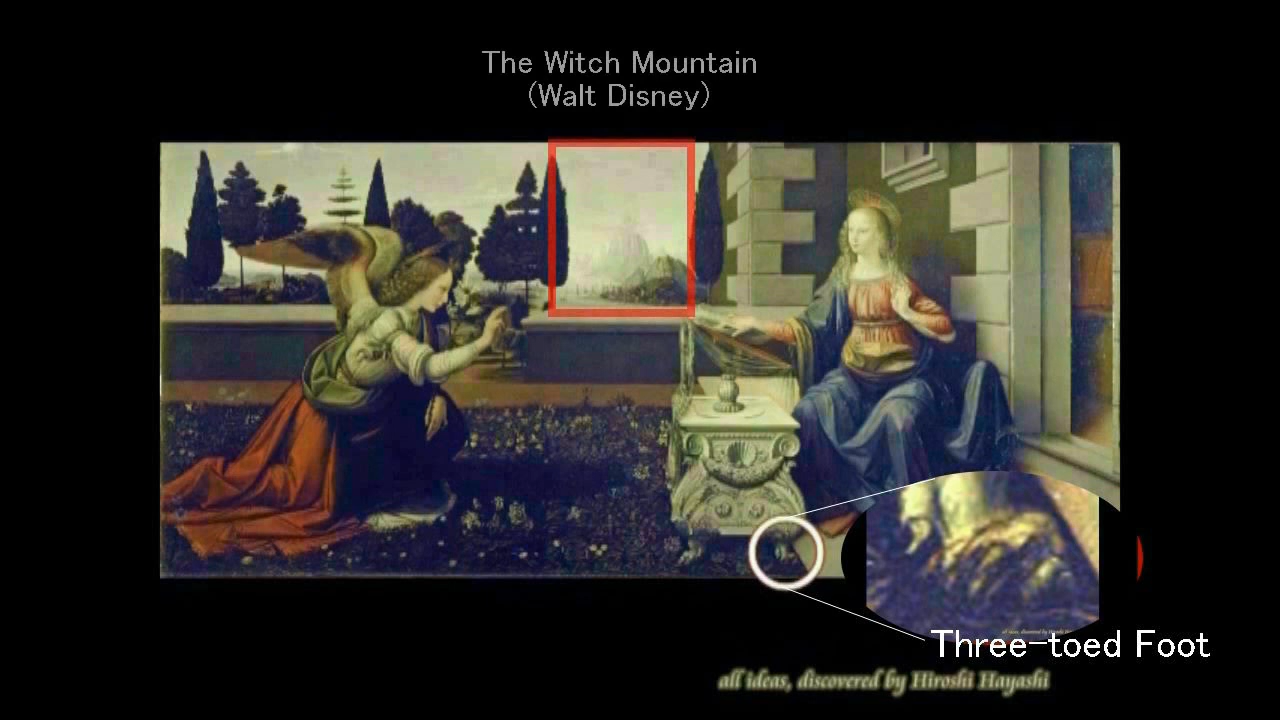 The Witch Mountain
(Walt Disney)
Three-toed Foot
all ideas, discovered by Hiroshi Hayashi